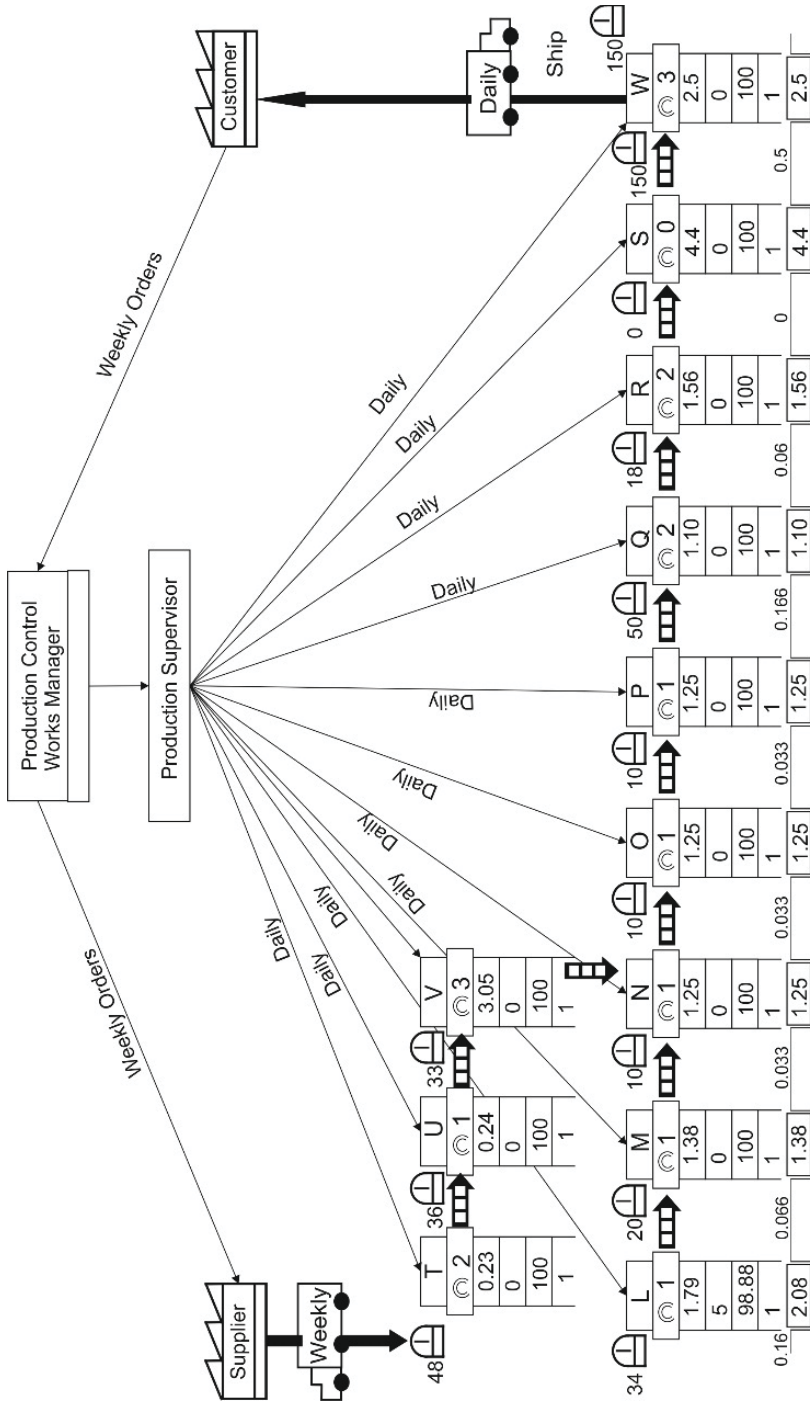 Production Control
Works Manager
Supplier
Weekly Orders
Weekly Orders
Customer
Production Supervisor
Weekly
Daily
Daily
Daily
Daily
Daily
Daily
Daily
Daily
Daily
Daily
Daily
Daily
Ship
48
36
33
T
U
V
2
1
3
0.23
0.24
3.05
0
0
0
100
100
100
1
1
1
34
20
10
10
10
50
18
0
150
150
L
M
N
O
P
Q
R
S
W
1
1
1
1
1
2
2
0
3
1.79
1.38
1.25
1.25
1.25
1.10
1.56
4.4
2.5
5
0
0
0
0
0
0
0
0
98.88
100
100
100
100
100
100
100
100
1
1
1
1
1
1
1
1
1
0.16
0.066
0.033
0.033
0.033
0.166
0.06
0
0.5
2.08
1.38
1.25
1.25
1.25
1.10
1.56
4.4
2.5